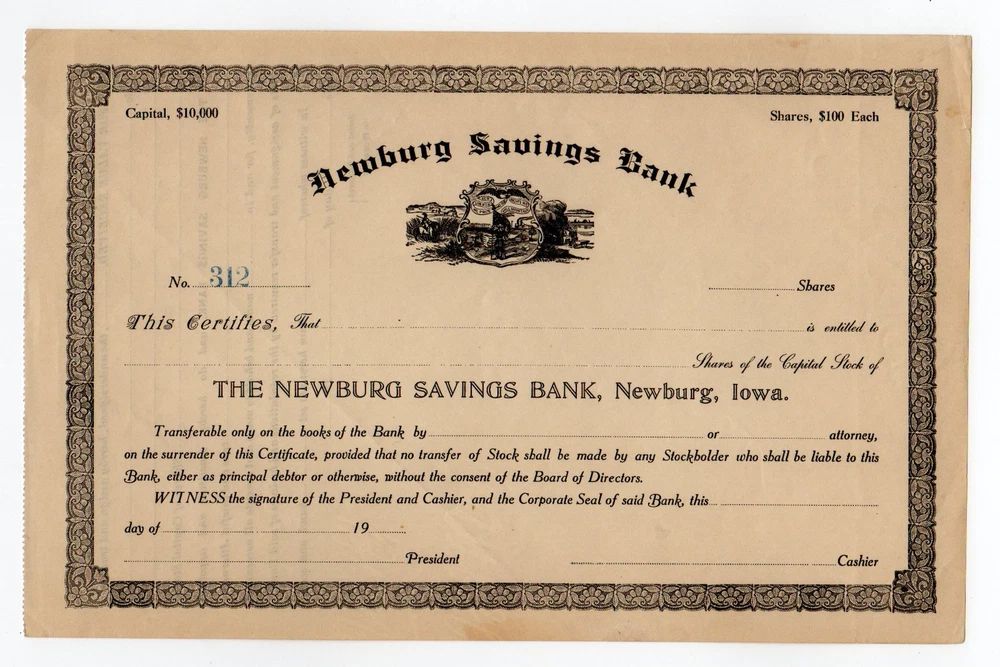 Capital, $10,000 Shares, $100 Each
Newburg Savings Bank
No. 312 Shares
This Certifies, That is entitled to
Shares of the Capital Stock of
THE NEWBURG SAVINGS BANK, Newburg, Iowa.
Transferable only on the books of the Bank by or attorney,
on the surrender of this Certificate, provided that no transfer of Stock shall be made by any Stockholder who shall be liable to this
Bank, either as principal debtor or otherwise, without the consent of the Board of Directors.
WITNESS the signature of the President and Cashier, and the Corporate Seal of said Bank, this
day of 19
President Cashier